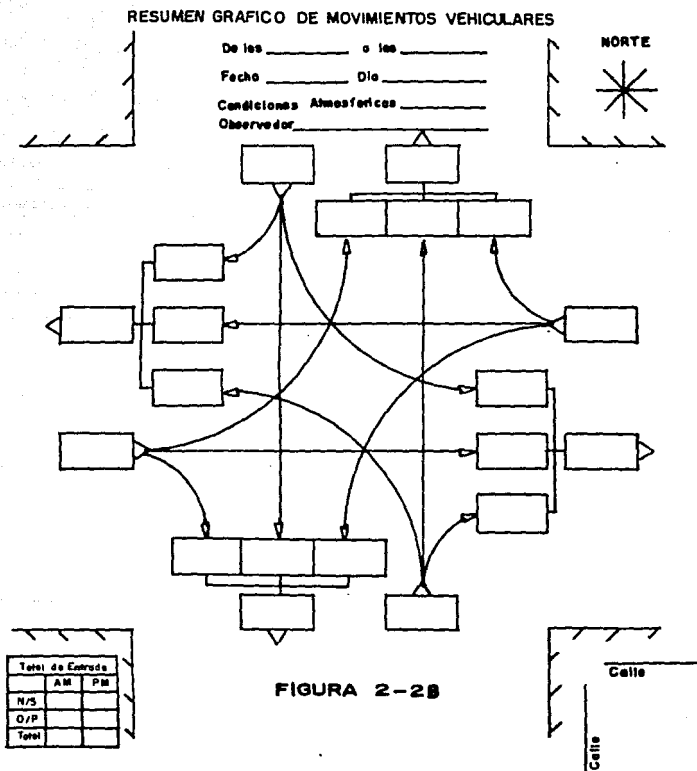 RESUMEN GRAFICO DE MOVIMIENTOS VEHICULARES
De las a las
Fecha Dia
Condiciones Atmosfericas
Observador
NORTE
Total de Entrada
AM PM
N/S
O/P
Total
FIGURA 2-2B
Calle
Calle